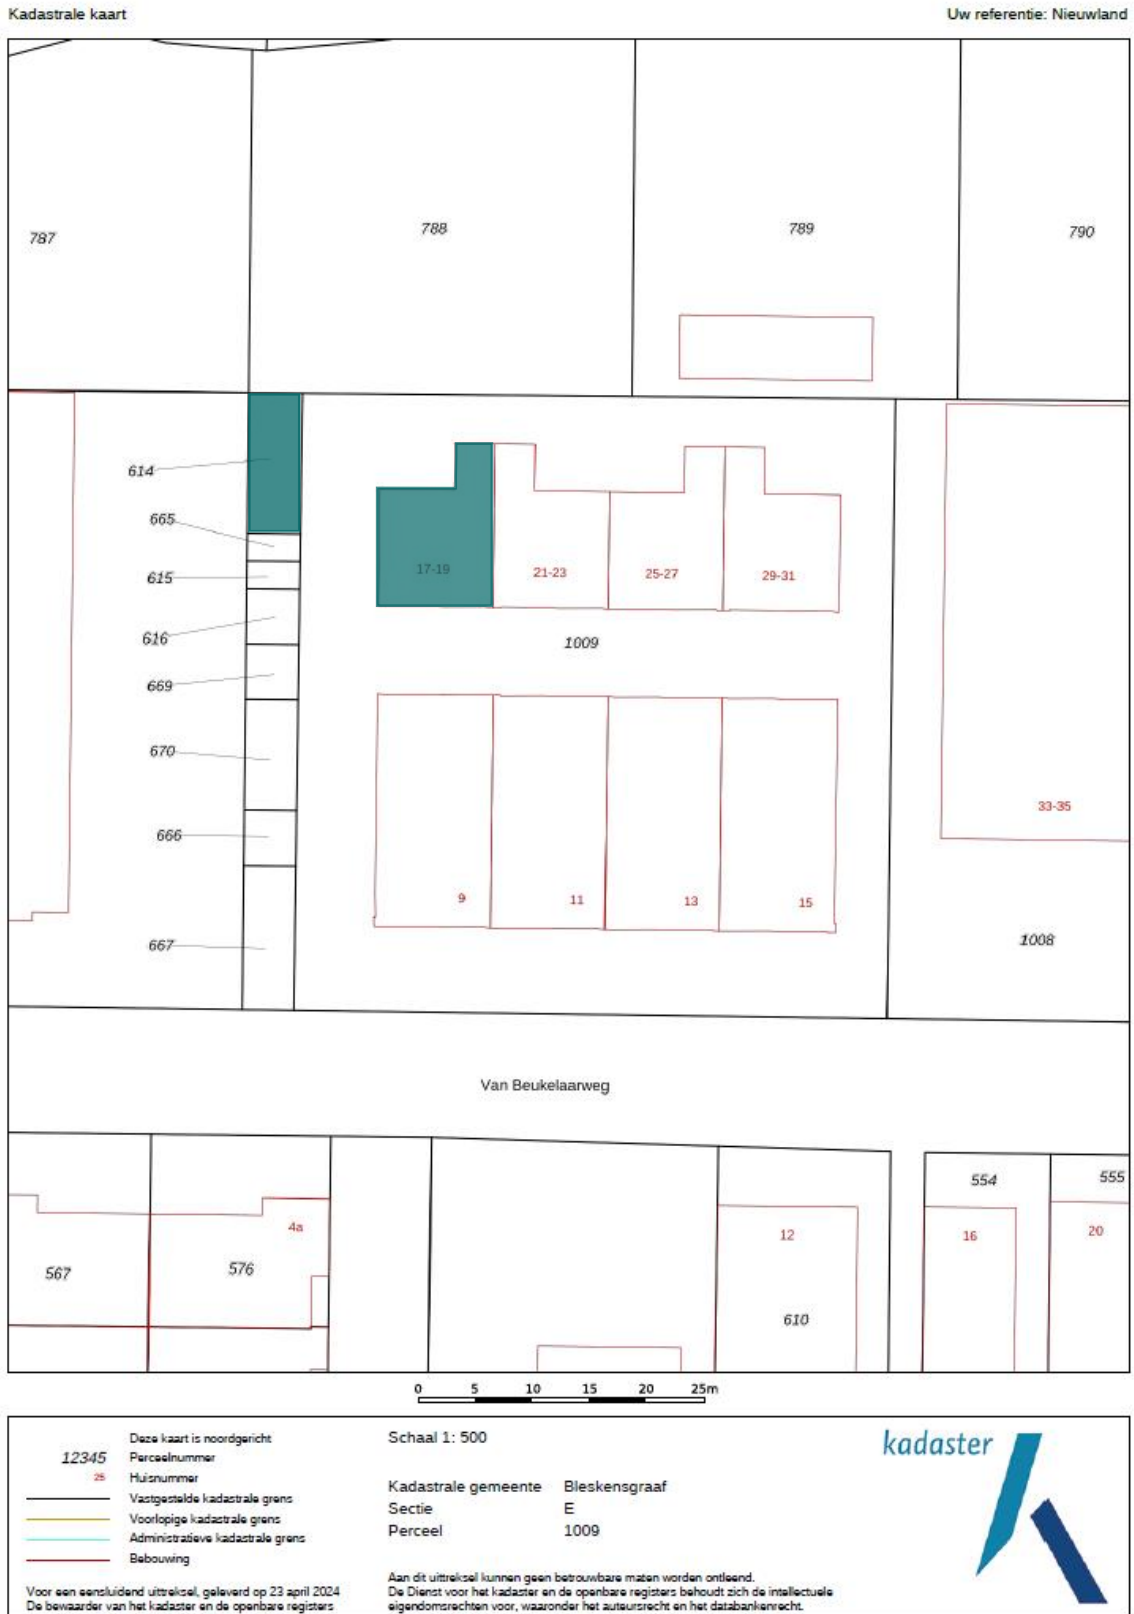 Kadastrale kaart
Uw referentie: Nieuwland
787
788
789
790
614
665
615
616
669
670
666
667
17-19
21-23
25-27
29-31
1009
9
11
13
15
33-35
1008
Van Beukelaarweg
567
4a
576
12
610
554
16
555
20
0 5 10 15 20 25m
Deze kaart is noordgericht
12345 Perceelnummer
25 Huisnummer
Vastgestelde kadastrale grens
Voorlopige kadastrale grens
Administratieve kadastrale grens
Bebouwing
Voor een eensluidend uittreksel, geleverd op 23 april 2024
De bewaarder van het kadaster en de openbare registers
Schaal 1: 500
Kadastrale gemeente Bleskensgraaf
Sectie E
Perceel 1009
Aan dit uittreksel kunnen geen betrouwbare maten worden ontleend.
De Dienst voor het kadaster en de openbare registers behoudt zich de intellectuele
eigendomsrechten voor, waaronder het auteursrecht en het databankenrecht.
kadaster